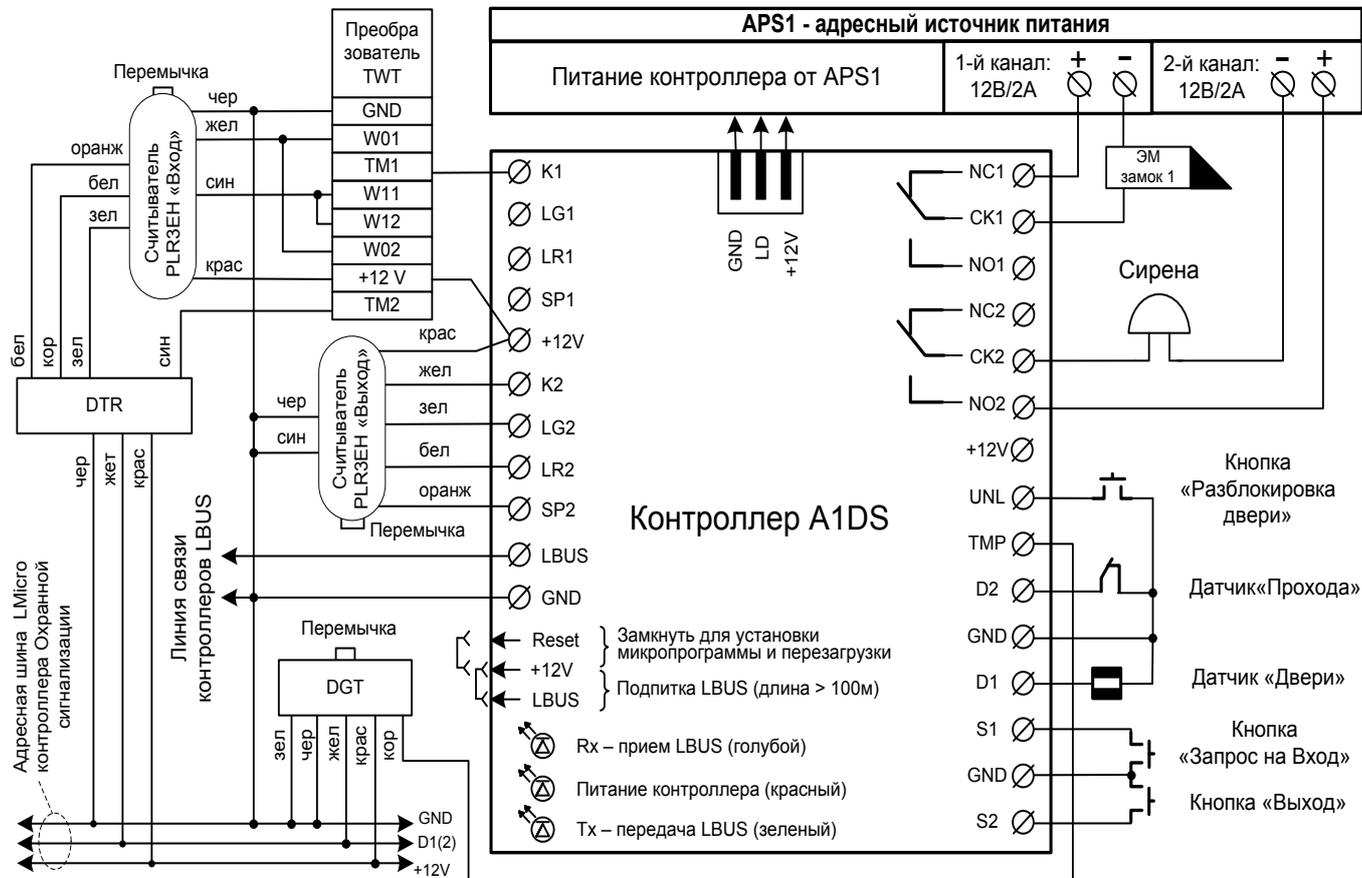 APS1 - адресный источник питания
Питание контроллера от APS1
1-й канал:
12В/2А
+
-
2-й канал:
12В/2А
-
+
Преобра
зователь
TWT
GND
W01
TM1
W11
W12
W02
+12 V
TM2
Перемычка
Считыватель
PLR3EH «Вход»
чер
жел
син
крас
оранж
бел
зел
бел
кор
зел
син
DTR
чер
жет
крас
Считыватель
PLR3EH «Выход»
Перемычка
чер
син
крас
жел
зел
бел
оранж
K1
LG1
LR1
SP1
+12V
K2
LG2
LR2
SP2
LBUS
GND
GND
LD
+12V
Контроллер A1DS
NC1
CK1
NO1
NC2
CK2
NO2
+12V
UNL
TMP
D2
GND
D1
S1
GND
S2
ЭМ
замок 1
Сирена
Кнопка
«Разблокировка
двери»
Датчик«Прохода»
Датчик «Двери»
Кнопка
«Запрос на Вход»
Кнопка «Выход»
Reset
+12V
LBUS
Замкнуть для установки
микропрограммы и перезагрузки
Подпитка LBUS (длина > 100м)
Rx – прием LBUS (голубой)
Питание контроллера (красный)
Tx – передача LBUS (зеленый)
Линия связи
контроллеров LBUS
Адресная шина LMicro
контроллера Охранной
сигнализации
Перемычка
DGT
зел
чер
жел
крас
кор
GND
D1(2)
+12V